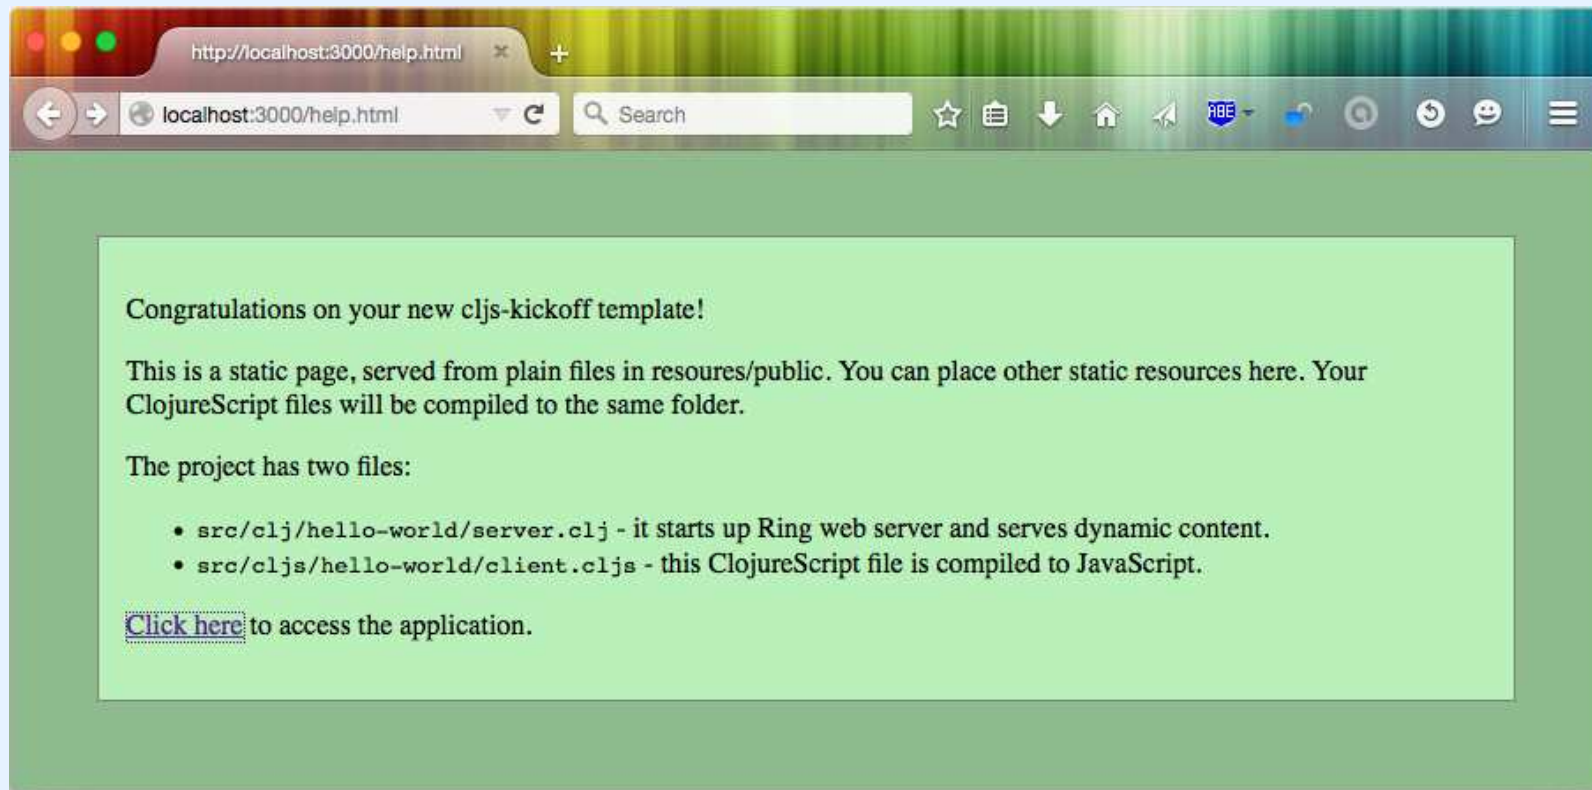 http://localhost:3000/help.html
localhost:3000/help.html
Search
ABE
Congratulations on your new cljs-kickoff template!
This is a static page, served from plain files in resoures/public. You can place other static resources here. Your
ClojureScript files will be compiled to the same folder.
The project has two files:
• src/clj/hello-world/server.clj - it starts up Ring web server and serves dynamic content.
• src/cljs/hello-world/client.cljs - this ClojureScript file is compiled to JavaScript.
Click here to access the application.